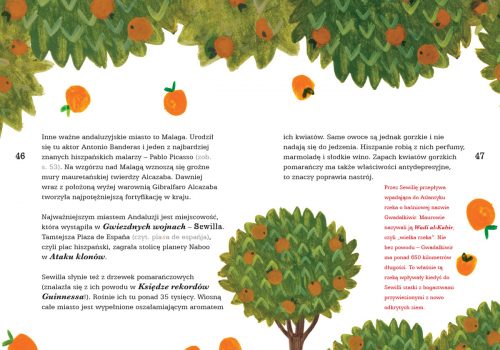 46
Inne ważne andaluzyjskie miasto to Malaga. Urodził
się tu aktor Antonio Banderas i jeden z najbardziej
znanych hiszpańskich malarzy – Pablo Picasso (zob.
s. 53). Na wzgórzu nad Malagą wznoszą się groźne
mury mauretańskiej twierdzy Alcazaba. Dawniej
wraz z położoną wyżej warownią Gibralfaro Alcazaba
tworzyła najpotężniejszą fortyfikację w kraju.
Najważniejszym miastem Andaluzji jest miejscowość,
która wystąpiła w Gwiezdnych wojnach – Sewilla.
Tamtejsza Plaza de España (czyt. plaza de espańja),
czyli plac hiszpański, zagrała stolicę planety Naboo
w Ataku klonów.
Sewilla słynie też z drzewek pomarańczowych
(znalazła się z ich powodu w Księdze rekordów
Guinnessa!). Rośnie ich tu ponad 35 tysięcy. Wiosną
całe miasto jest wypełnione oszałamiającym aromatem
ich kwiatów. Same owoce są jednak gorzkie i nie
nadają się do jedzenia. Hiszpanie robią z nich perfumy,
marmoladę i słodkie wino. Zapach kwiatów gorzkich
pomarańczy ma także właściwości antydepresyjne,
to znaczy poprawia nastrój.
47
Przez Sewillę przepływa
wpadająca do Atlantyku
rzeka o baśniowej nazwie
Gwadalkiwir. Maurowie
nazywali ją Wadi al-Kabir,
czyli „wielka rzeka”. Nie
bez powodu – Gwadalkiwir
ma ponad 650 kilometrów
długości. To właśnie tą
rzeką wpływały kiedyś do
Sewilli statki z bogactwami
przywiezionymi z nowo
odkrytych ziem.